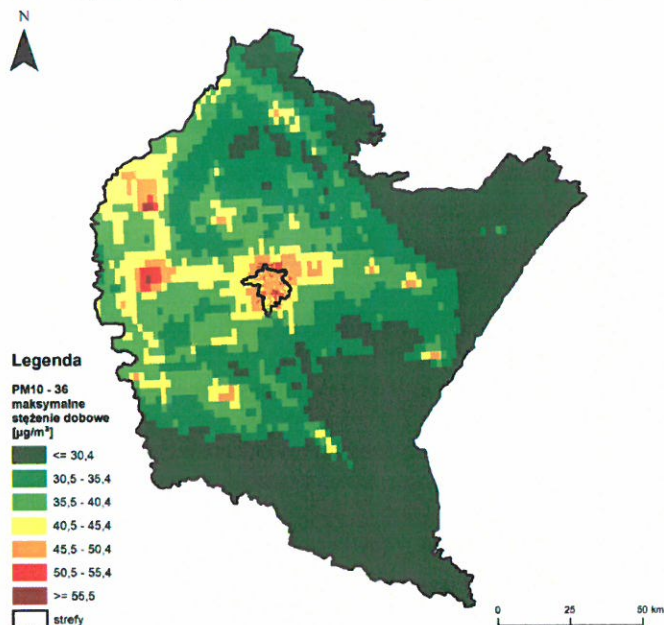 N
Legenda
PM10 - 36
maksymalne
stężenie dobowe
[µg/m³]
<= 30,4
30,5 - 35,4
35,5 - 40,4
40,5 - 45,4
45,5 - 50,4
50,5 - 55,4
>= 55,5
strefy
0 25 50 km